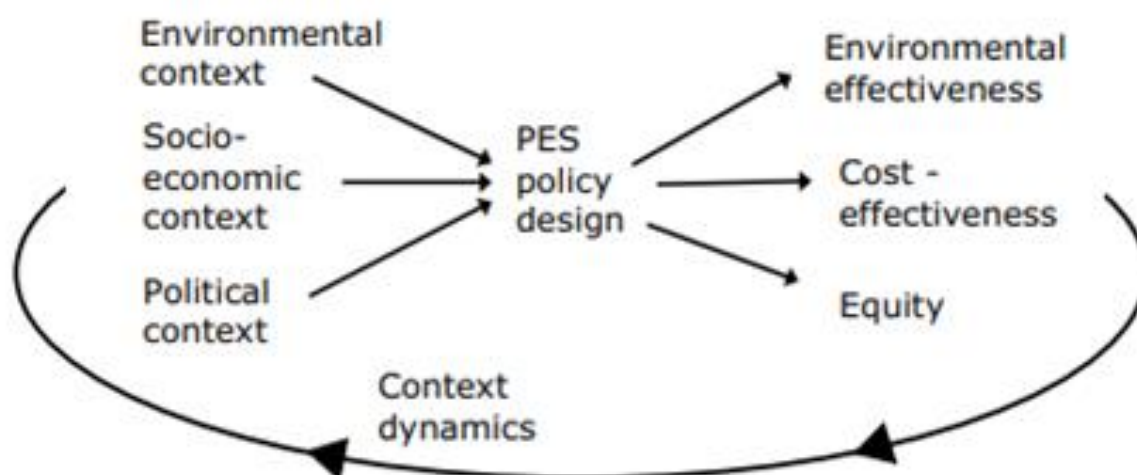 Environmental
context
Socio-
economic
context
Political
context
PES
policy
design
Environmental
effectiveness
Cost -
effectiveness
Equity
Context
dynamics